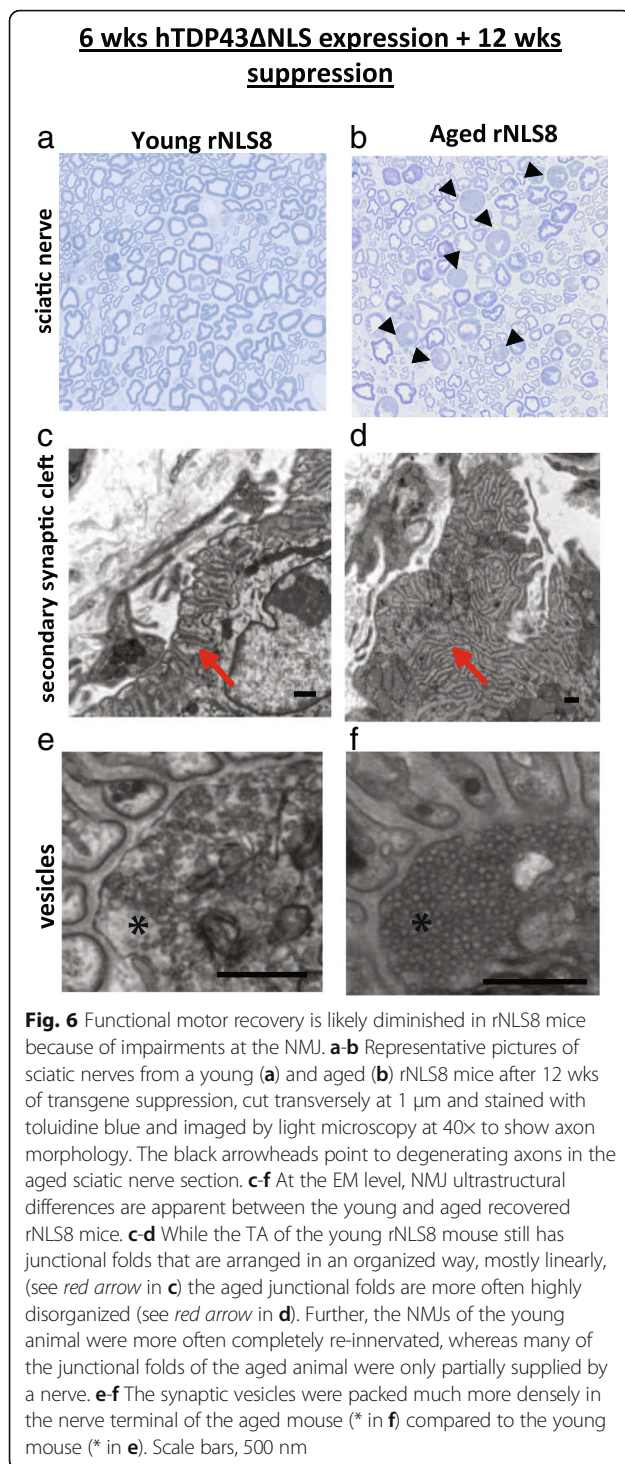 6 wks hTDP43ΔNLS expression + 12 wks
suppression
a
Young rNLS8
b
Aged rNLS8
sciatic nerve
c
d
secondary synaptic cleft
e
f
vesicles
*
*
Fig. 6 Functional motor recovery is likely diminished in rNLS8 mice
because of impairments at the NMJ. a-b Representative pictures of
sciatic nerves from a young (a) and aged (b) rNLS8 mice after 12 wks
of transgene suppression, cut transversely at 1 μm and stained with
toluidine blue and imaged by light microscopy at 40× to show axon
morphology. The black arrowheads point to degenerating axons in the
aged sciatic nerve section. c-f At the EM level, NMJ ultrastructural
differences are apparent between the young and aged recovered
rNLS8 mice. c-d While the TA of the young rNLS8 mouse still has
junctional folds that are arranged in an organized way, mostly linearly,
(see red arrow in c) the aged junctional folds are more often highly
disorganized (see red arrow in d). Further, the NMJs of the young
animal were more often completely re-innervated, whereas many of
the junctional folds of the aged animal were only partially supplied by
a nerve. e-f The synaptic vesicles were packed much more densely in
the nerve terminal of the aged mouse (* in f) compared to the young
mouse (* in e). Scale bars, 500 nm